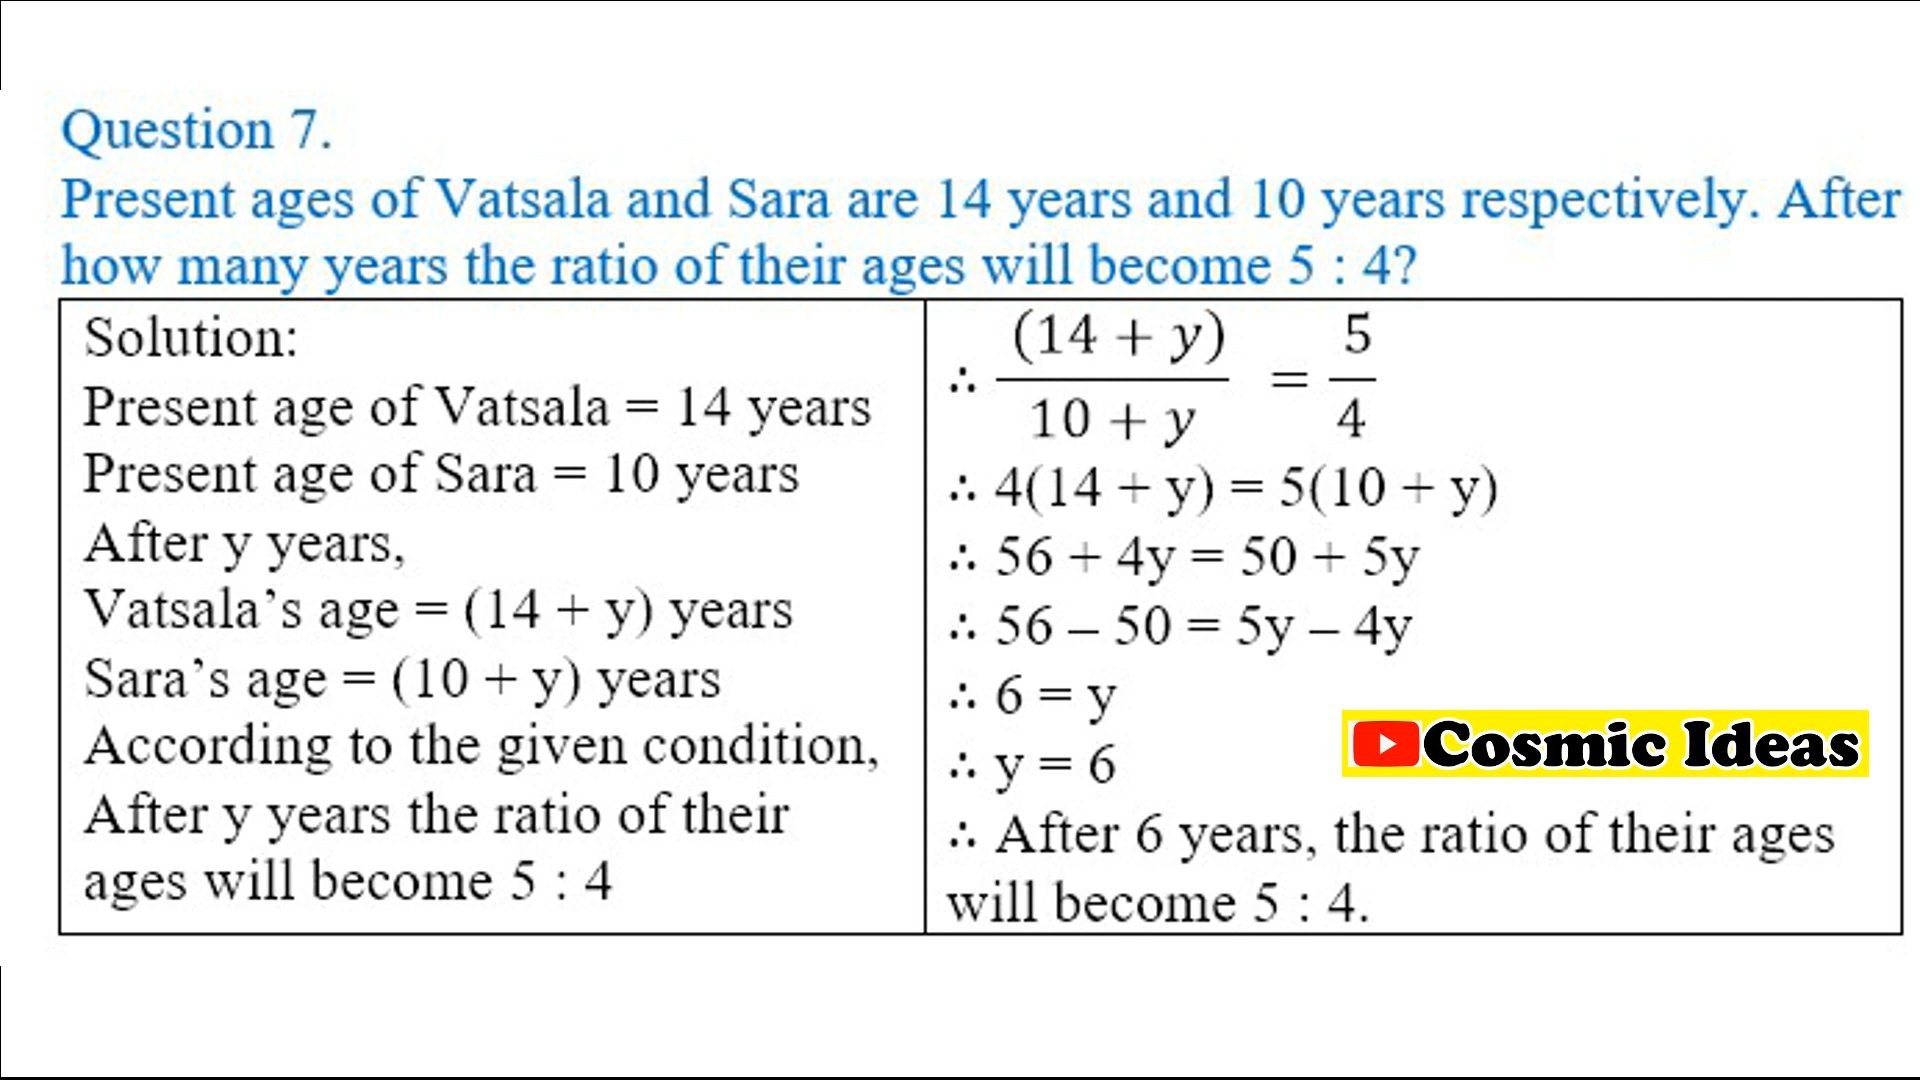 Question 7.
Present ages of Vatsala and Sara are 14 years and 10 years respectively. After
how many years the ratio of their ages will become 5 : 4?
Solution:
Present age of Vatsala = 14 years
Present age of Sara = 10 years
After y years,
Vatsala’s age = (14 + y) years
Sara’s age = (10 + y) years
According to the given condition,
After y years the ratio of their
ages will become 5 : 4
∴ (14 + y) / 10 + y = 5 / 4
∴ 4(14 + y) = 5(10 + y)
∴ 56 + 4y = 50 + 5y
∴ 56 – 50 = 5y – 4y
∴ 6 = y
∴ y = 6
∴ After 6 years, the ratio of their ages
will become 5 : 4.
Cosmic Ideas